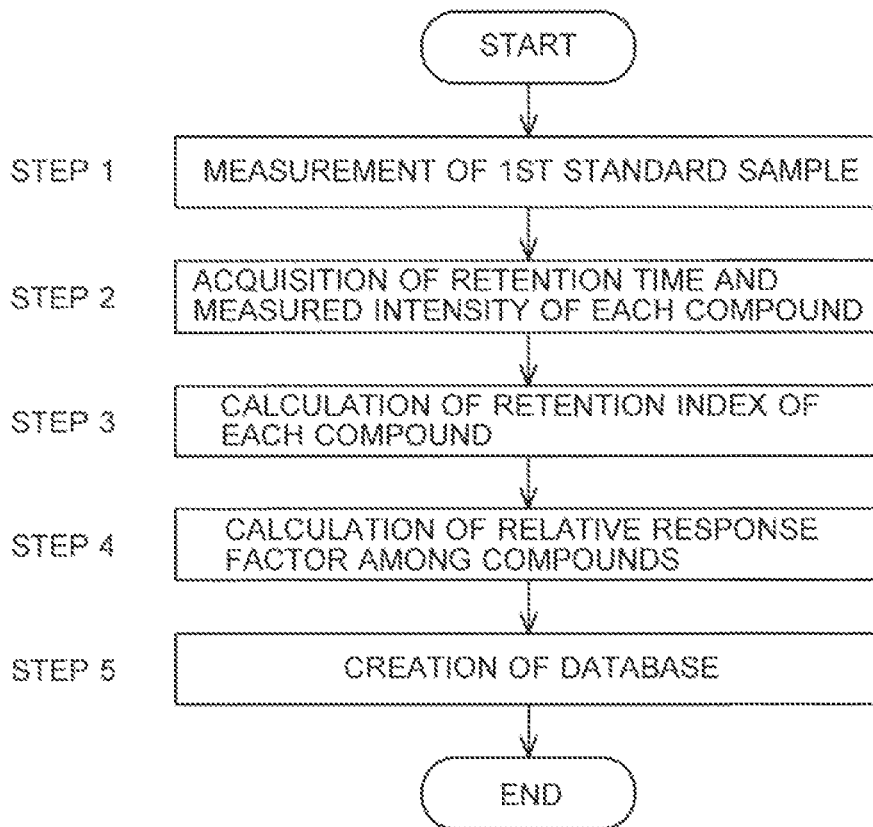 START
STEP 1
MEASUREMENT OF 1ST STANDARD SAMPLE
STEP 2
ACQUISITION OF RETENTION TIME AND
MEASURED INTENSITY OF EACH COMPOUND
STEP 3
CALCULATION OF RETENTION INDEX OF
EACH COMPOUND
STEP 4
CALCULATION OF RELATIVE RESPONSE
FACTOR AMONG COMPOUNDS
STEP 5
CREATION OF DATABASE
END